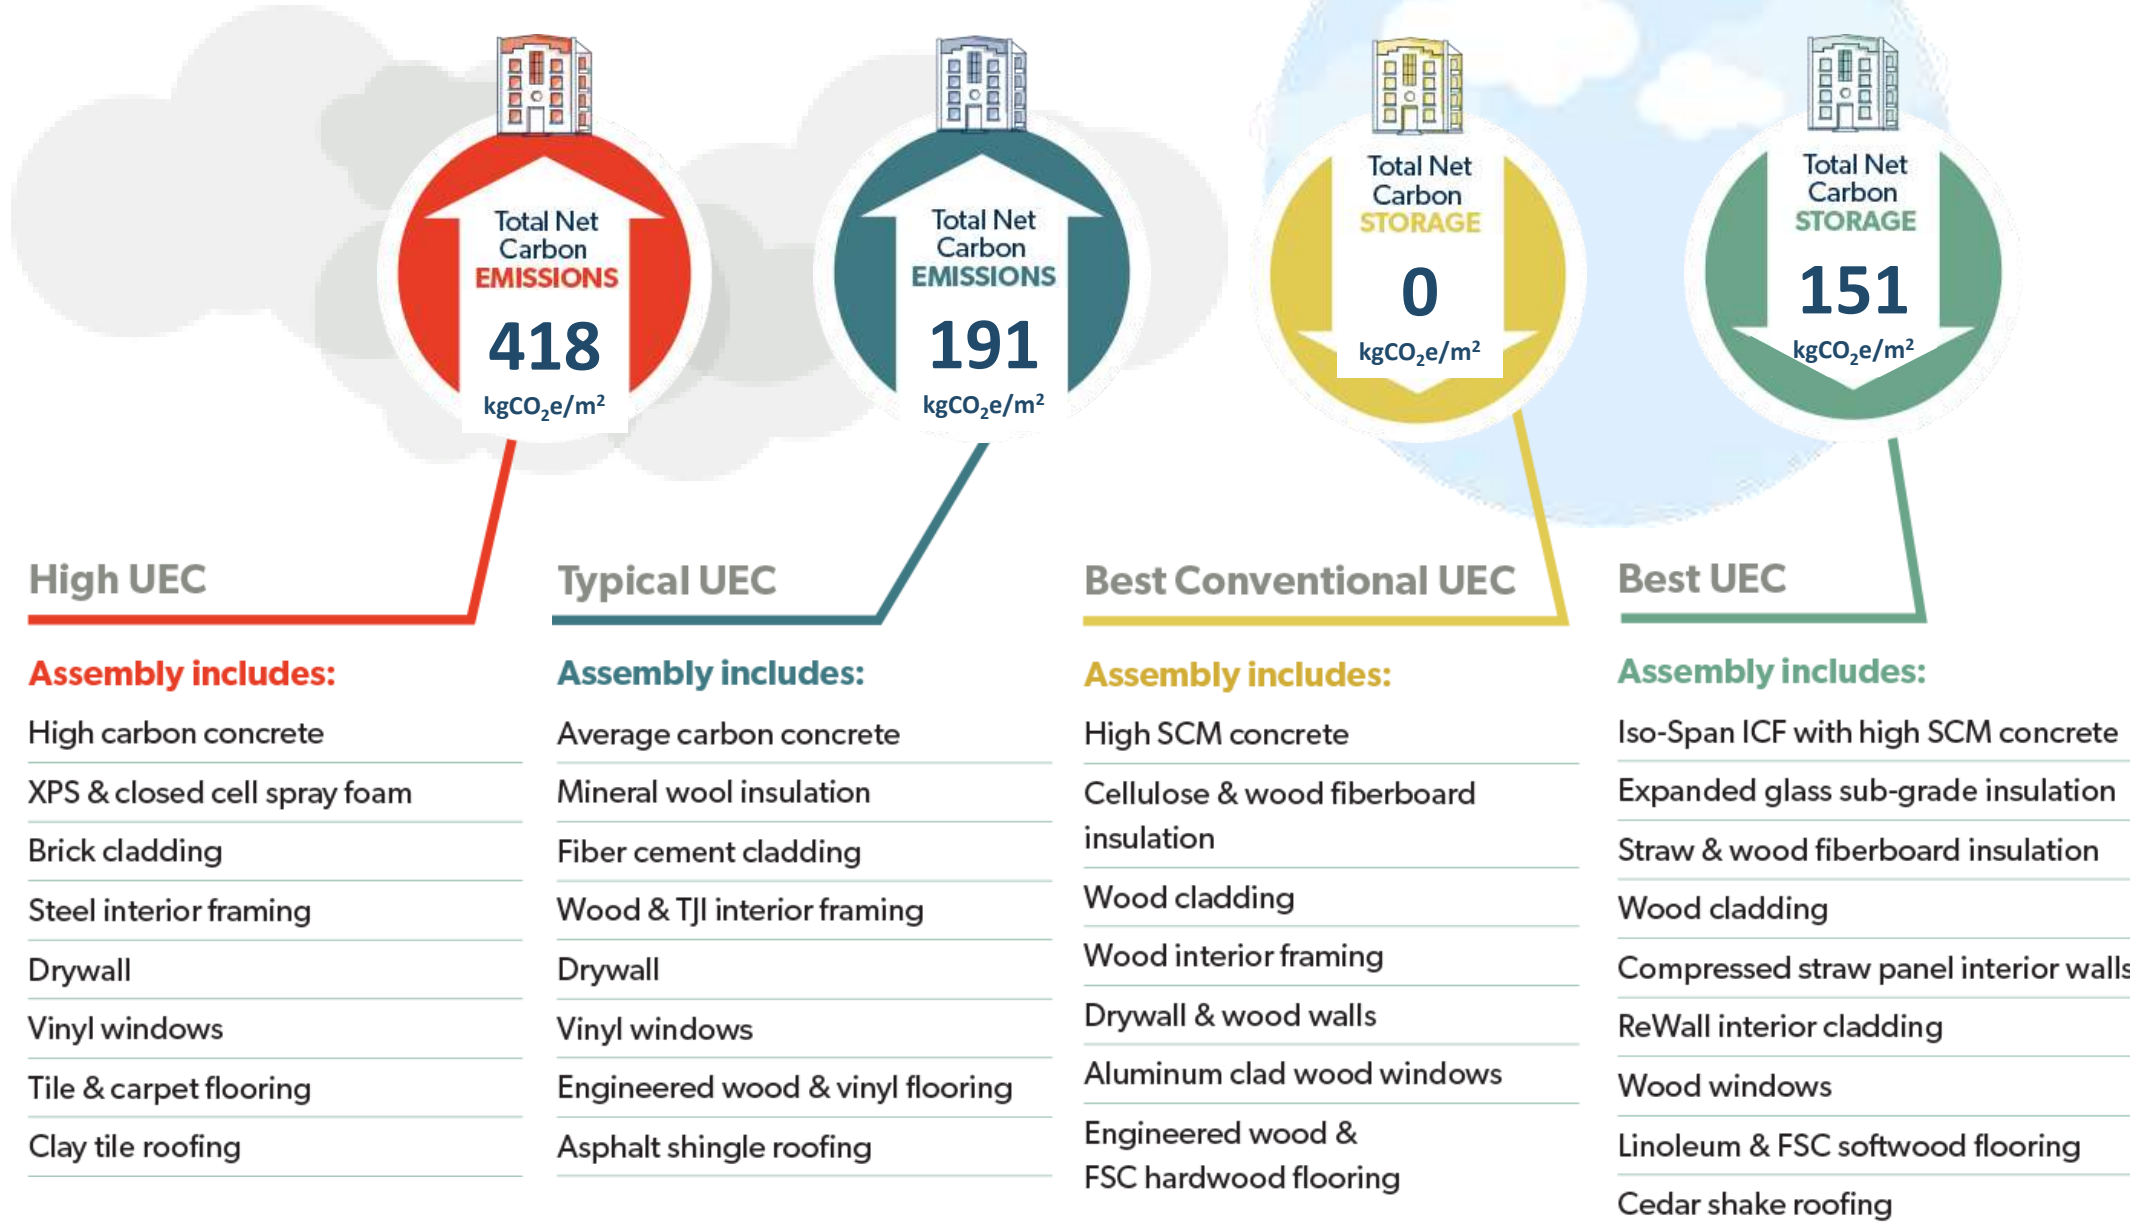 Total Net
Carbon
EMISSIONS
418
kgCO₂e/m²
Total Net
Carbon
EMISSIONS
191
kgCO₂e/m²
Total Net
Carbon
STORAGE
0
kgCO₂e/m²
Total Net
Carbon
STORAGE
151
kgCO₂e/m²
High UEC
Assembly includes:
High carbon concrete
XPS & closed cell spray foam
Brick cladding
Steel interior framing
Drywall
Vinyl windows
Tile & carpet flooring
Clay tile roofing
Typical UEC
Assembly includes:
Average carbon concrete
Mineral wool insulation
Fiber cement cladding
Wood & TJI interior framing
Drywall
Vinyl windows
Engineered wood & vinyl flooring
Asphalt shingle roofing
Best Conventional UEC
Assembly includes:
High SCM concrete
Cellulose & wood fiberboard
insulation
Wood cladding
Wood interior framing
Drywall & wood walls
Aluminum clad wood windows
Engineered wood &
FSC hardwood flooring
Best UEC
Assembly includes:
Iso-Span ICF with high SCM concrete
Expanded glass sub-grade insulation
Straw & wood fiberboard insulation
Wood cladding
Compressed straw panel interior walls
ReWall interior cladding
Wood windows
Linoleum & FSC softwood flooring
Cedar shake roofing